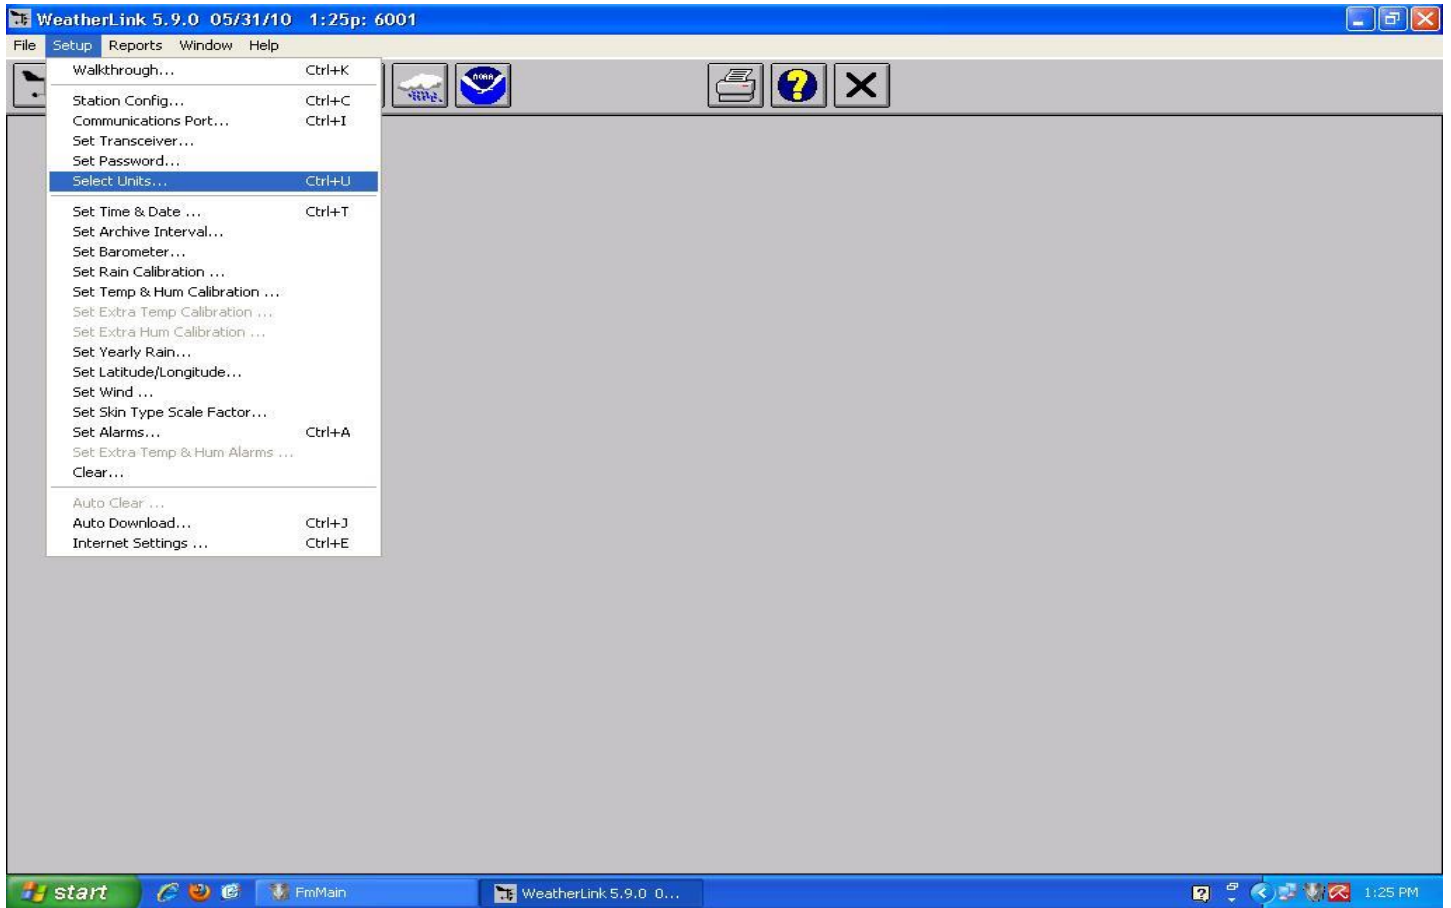 WeatherLink 5.9.0 05/31/10 1:25p: 6001
File Setup Reports Window Help
Walkthrough... Ctrl+K
Station Config... Ctrl+C
Communications Port... Ctrl+I
Set Transceiver...
Set Password...
Select Units... Ctrl+U
Set Time & Date ... Ctrl+T
Set Archive Interval...
Set Barometer...
Set Rain Calibration ...
Set Temp & Hum Calibration ...
Set Extra Temp Calibration ...
Set Extra Hum Calibration ...
Set Yearly Rain...
Set Latitude/Longitude...
Set Wind ...
Set Skin Type Scale Factor...
Set Alarms... Ctrl+A
Set Extra Temp & Hum Alarms ...
Clear...
Auto Clear ...
Auto Download... Ctrl+J
Internet Settings ... Ctrl+E
NOAA
start FmMain WeatherLink 5.9.0 0... 1:25 PM